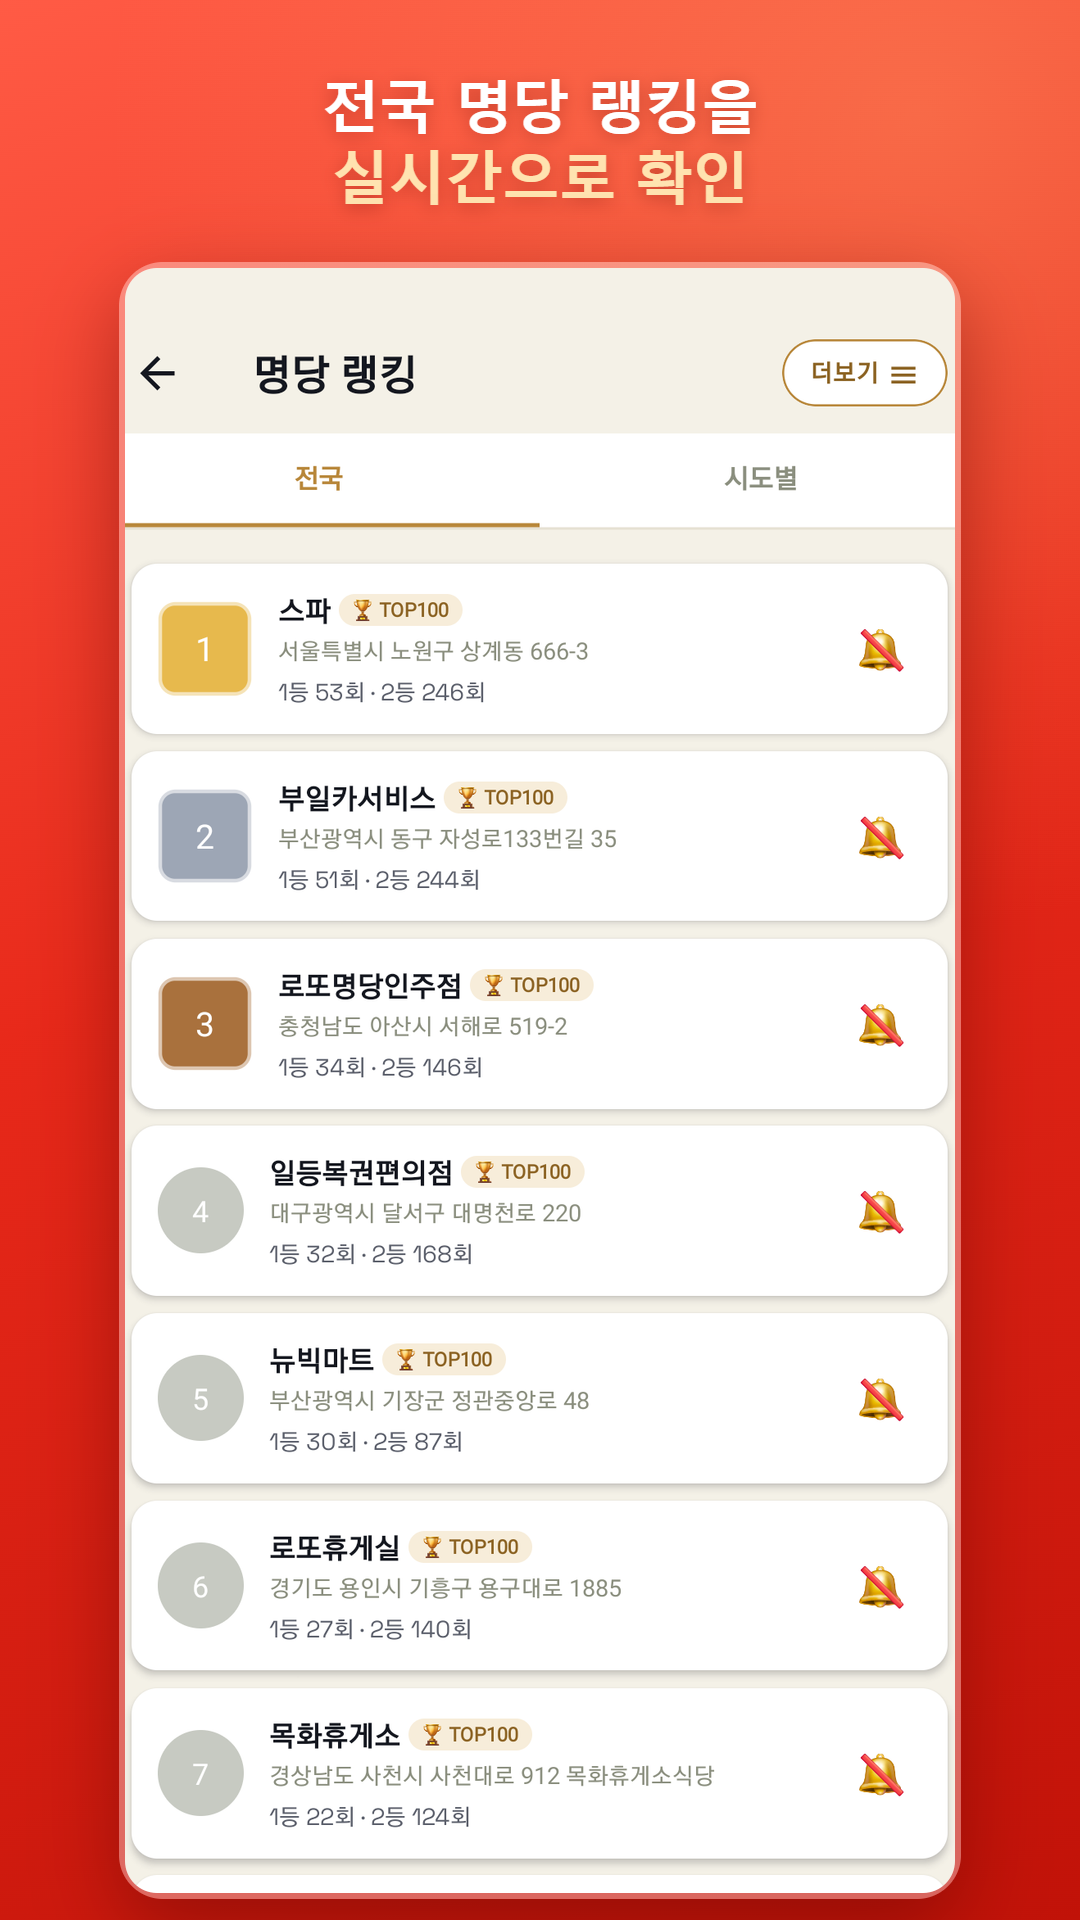 전국 명당 랭킹을
실시간으로 확인
명당 랭킹
더보기
전국
시도별
1
스파 TOP100
서울특별시 노원구 상계동 666-3
1등 53회 · 2등 246회
2
부일카서비스 TOP100
부산광역시 동구 자성로133번길 35
1등 51회 · 2등 244회
3
로또명당인주점 TOP100
충청남도 아산시 서해로 519-2
1등 34회 · 2등 146회
4
일등복권편의점 TOP100
대구광역시 달서구 대명천로 220
1등 32회 · 2등 168회
5
뉴빅마트 TOP100
부산광역시 기장군 정관중앙로 48
1등 30회 · 2등 87회
6
로또휴게실 TOP100
경기도 용인시 기흥구 용구대로 1885
1등 27회 · 2등 140회
7
목화휴게소 TOP100
경상남도 사천시 사천대로 912 목화휴게소식당
1등 22회 · 2등 124회